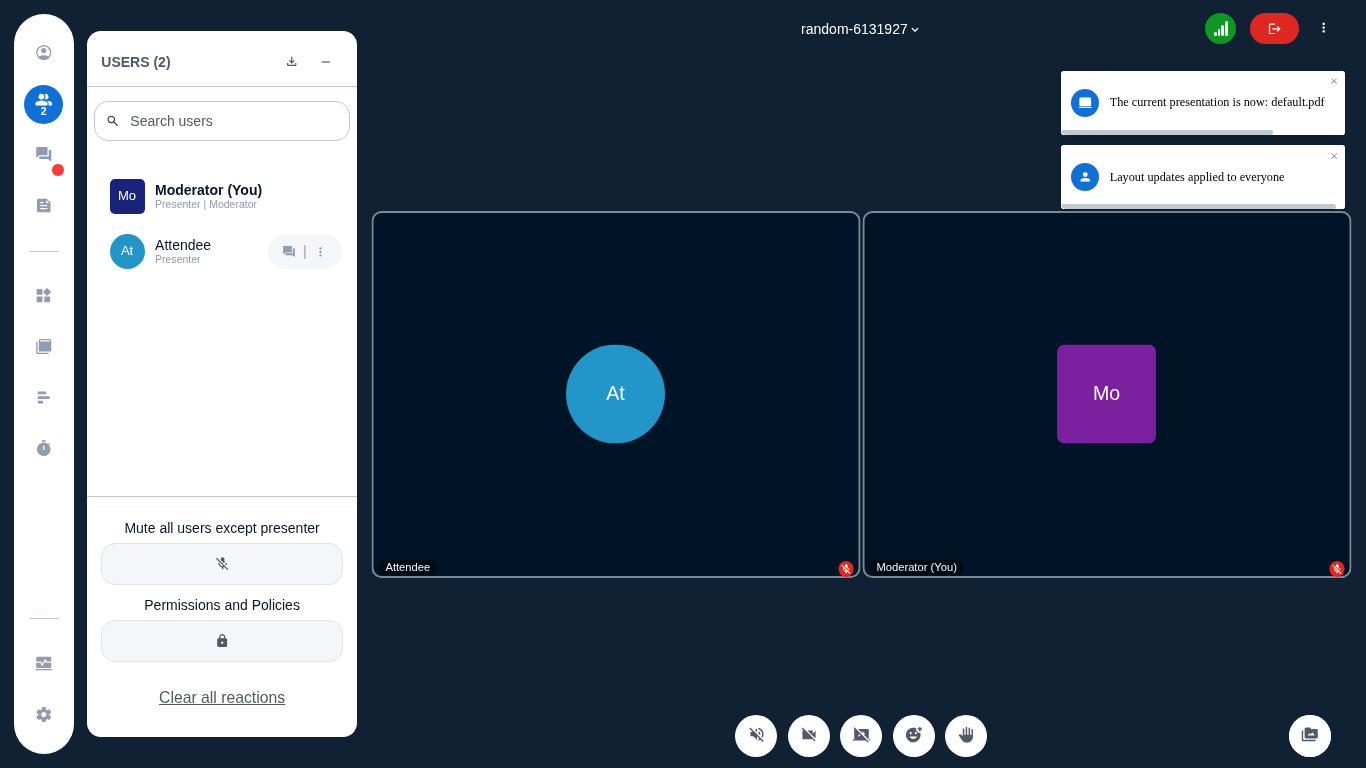 random-6131927
USERS (2)
2
Search users
Mo
Moderator (You)
Presenter | Moderator
At
Attendee
Presenter
Mute all users except presenter
Permissions and Policies
Clear all reactions
The current presentation is now: default.pdf
Layout updates applied to everyone
At
Attendee
Mo
Moderator (You)